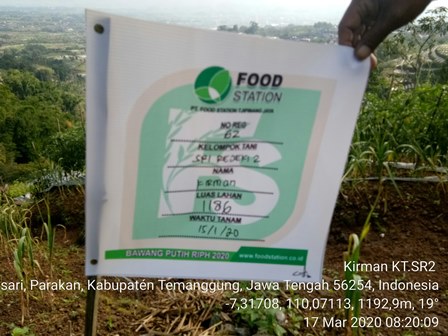 FOOD
STATION
PT. FOOD STATION TJIPINANG JAYA
NO REG
62
KELOMPOK TANI
SRI REJEKI 2
NAMA
Kirman
LUAS LAHAN
1186
WAKTU TANAM
15/1/20
BAWANG PUTIH RIPH 2020
www.foodstation.co.id
Kirman KT.SR2
sari, Parakan, Kabupaten Temanggung, Jawa Tengah 56254, Indonesia
-7,31708, 110,07113, 1192,9m, 19°
17 Mar 2020 08:20:09